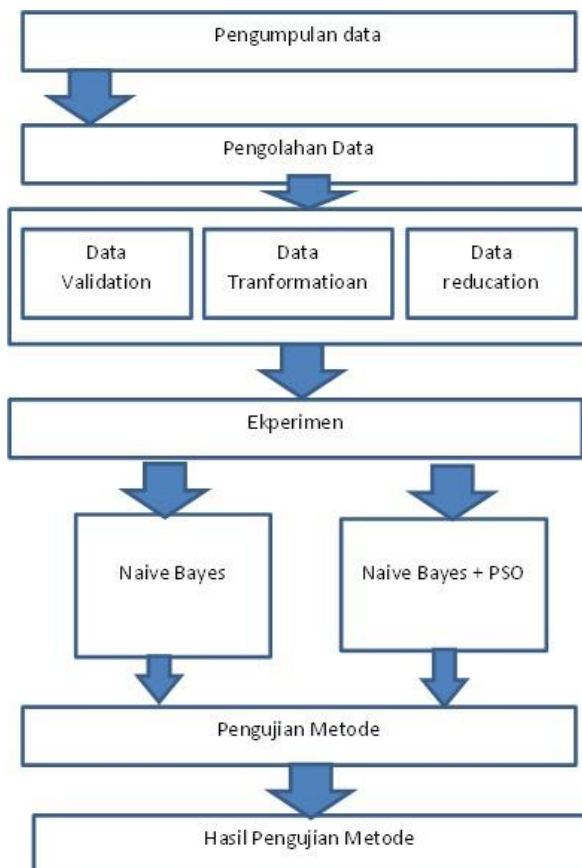 Pengumpulan data
Pengolahan Data
Data
Validation
Data
Tranformatioan
Data
reducation
Ekperimen
Naive Bayes
Naive Bayes + PSO
Pengujian Metode
Hasil Pengujian Metode